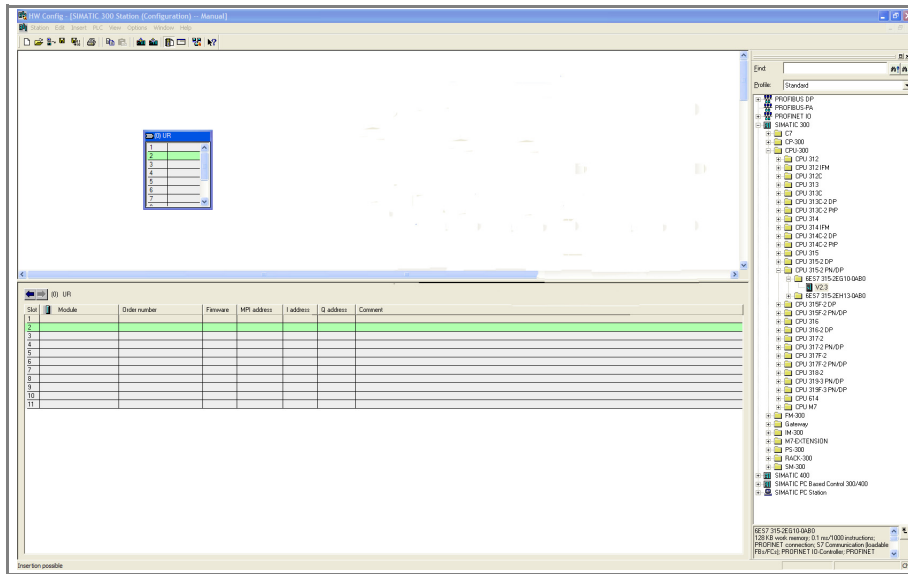 HW Config - [SIMATIC 300 Station (Configuration) -- Manual]
Station Edit Insert PLC View Options Window Help
(0) UR
1
2
3
4
5
6
7
(0) UR
Slot Module Order number Firmware MPI address I address Q address Comment
1
2
3
4
5
6
7
8
9
10
11
Insertion possible
Find:
Profile: Standard
PROFIBUS DP
PROFIBUS-PA
PROFINET IO
SIMATIC 300
C7
CP-300
CPU-300
CPU 312
CPU 312 IFM
CPU 312C
CPU 313
CPU 313C
CPU 313C-2 DP
CPU 313C-2 PtP
CPU 314
CPU 314 IFM
CPU 314C-2 DP
CPU 314C-2 PtP
CPU 315
CPU 315-2 DP
CPU 315-2 PN/DP
6ES7 315-2EG10-0AB0
V2.3
6ES7 315-2EH13-0AB0
CPU 315F-2 DP
CPU 315F-2 PN/DP
CPU 316
CPU 316-2 DP
CPU 317-2
CPU 317-2 PN/DP
CPU 317F-2
CPU 317F-2 PN/DP
CPU 318-2
CPU 319-3 PN/DP
CPU 319F-3 PN/DP
CPU 614
CPU M7
FM-300
Gateway
IM-300
M7-EXTENSION
PS-300
RACK-300
SM-300
SIMATIC 400
SIMATIC PC Based Control 300/400
SIMATIC PC Station
6ES7 315-2EG10-0AB0
128 KB work memory; 0.1 ms/1000 instructions;
PROFINET connection; S7 Communication (loadable
FBs/FCs); PROFINET IO-Controller; PROFINET